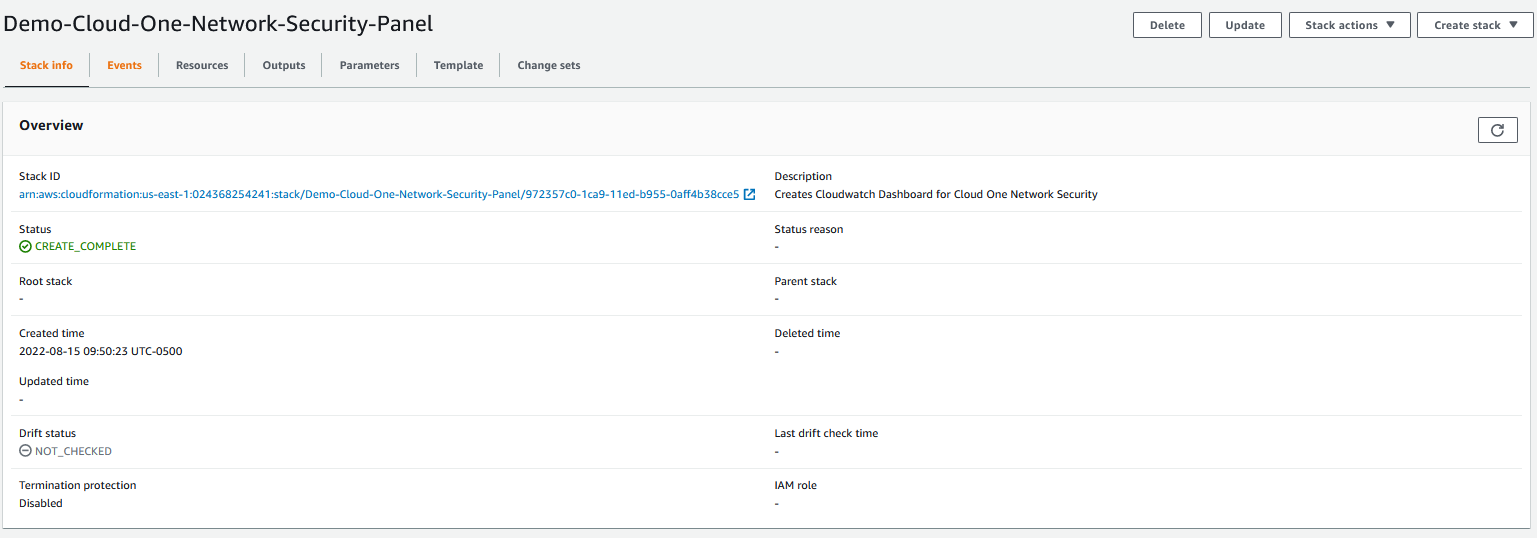 Demo-Cloud-One-Network-Security-Panel
Delete
Update
Stack actions
Create stack
Stack info
Events
Resources
Outputs
Parameters
Template
Change sets
Overview
Stack ID
arn:aws:cloudformation:us-east-1:024368254241:stack/Demo-Cloud-One-Network-Security-Panel/972357c0-1ca9-11ed-b955-0aff4b38cce5
Description
Creates Cloudwatch Dashboard for Cloud One Network Security
Status
CREATE_COMPLETE
Status reason
-
Root stack
-
Parent stack
-
Created time
2022-08-15 09:50:23 UTC-0500
Deleted time
-
Updated time
-
Drift status
NOT_CHECKED
Last drift check time
-
Termination protection
Disabled
IAM role
-